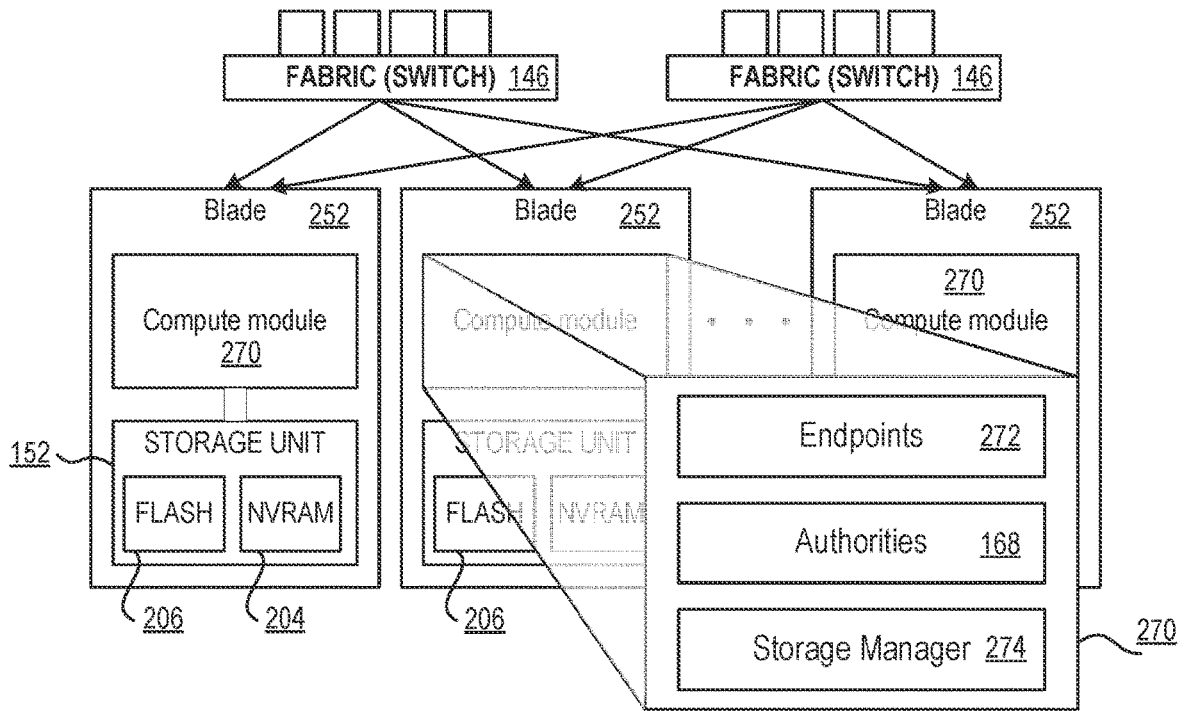 FABRIC (SWITCH) 146
FABRIC (SWITCH) 146
Blade 252
Blade 252
Blade 252
Compute module
270
Compute module
270
Compute module
152
STORAGE UNIT
FLASH
NVRAM
206
204
STORAGE UNIT
FLASH
NVRAM
206
Endpoints 272
Authorities 168
Storage Manager 274
270